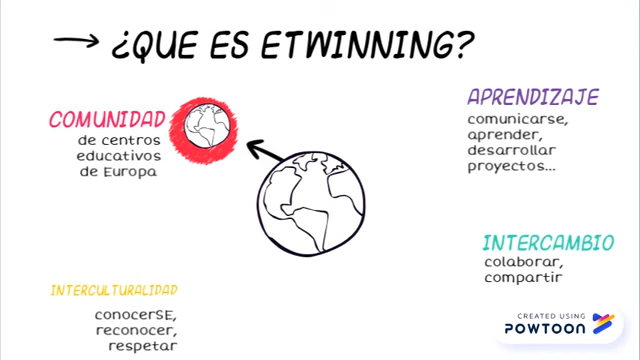 ¿QUE ES ETWINNING?
COMUNIDAD
de centros
educativos
de Europa
APRENDIZAJE
comunicarse,
aprender,
desarrollar
proyectos...
INTERCULTURALIDAD
conocerSE,
reconocer,
respetar
INTERCAMBIO
colaborar,
compartir
CREATED USING
POWTOON